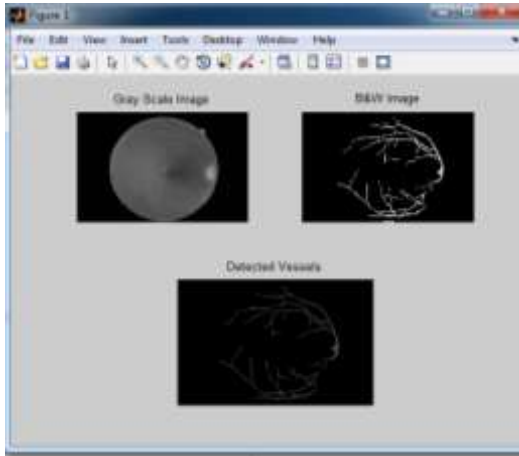 Figure 1
File Edit View Insert Tools Desktop Window Help
Gray Scale Image
B&W Image
Detected Vessels